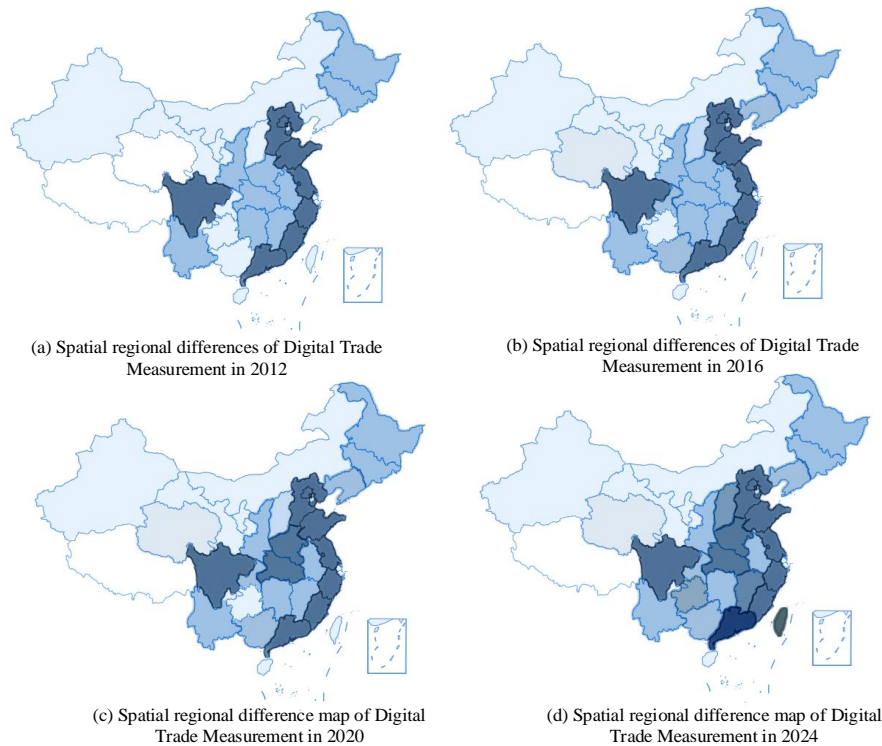 (a) Spatial regional differences of Digital Trade
Measurement in 2012
(b) Spatial regional differences of Digital Trade
Measurement in 2016
(c) Spatial regional difference map of Digital
Trade Measurement in 2020
(d) Spatial regional difference map of Digital
Trade Measurement in 2024